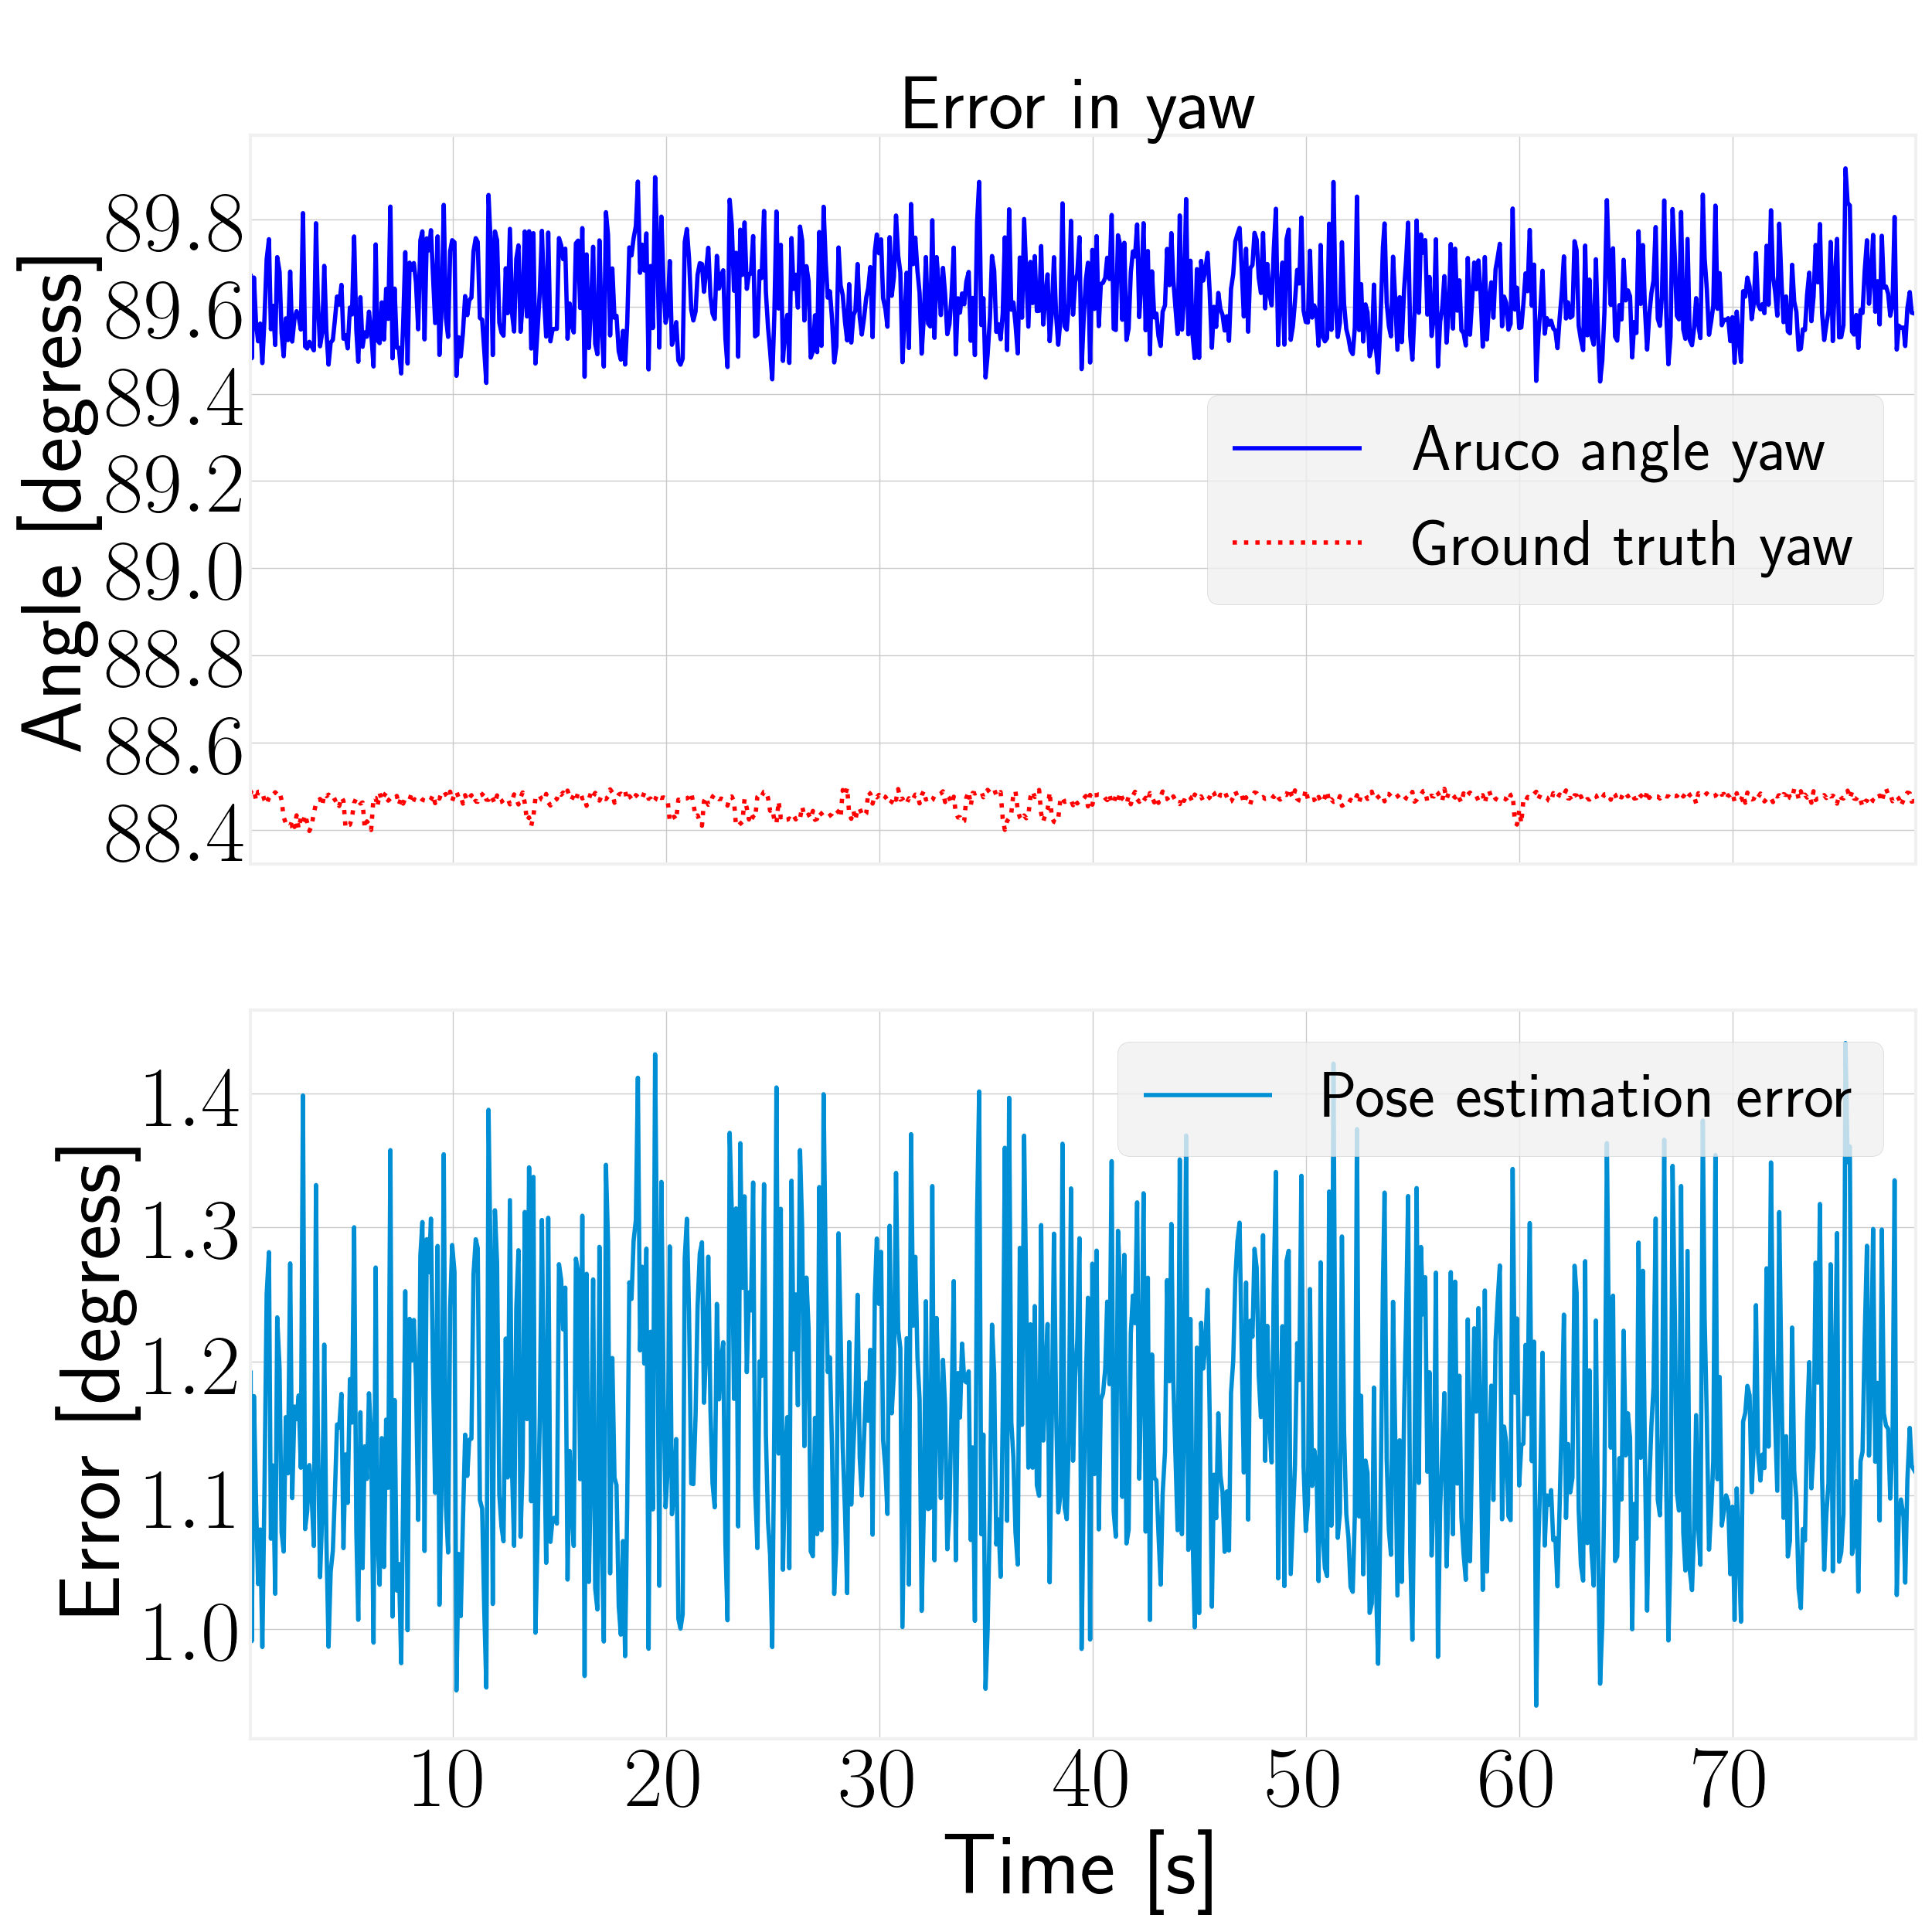 Error in yaw
Angle [degress]
89.8
89.6
89.4
89.2
89.0
88.8
88.6
88.4
Aruco angle yaw
Ground truth yaw
Error [degress]
1.4
1.3
1.2
1.1
1.0
Pose estimation error
10 20 30 40 50 60 70
Time [s]